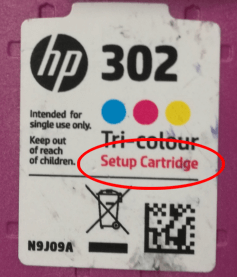 hp 302
Intended for
single use only.
Keep out
of reach
of children.
Tri-colour
Setup Cartridge
N9J09A